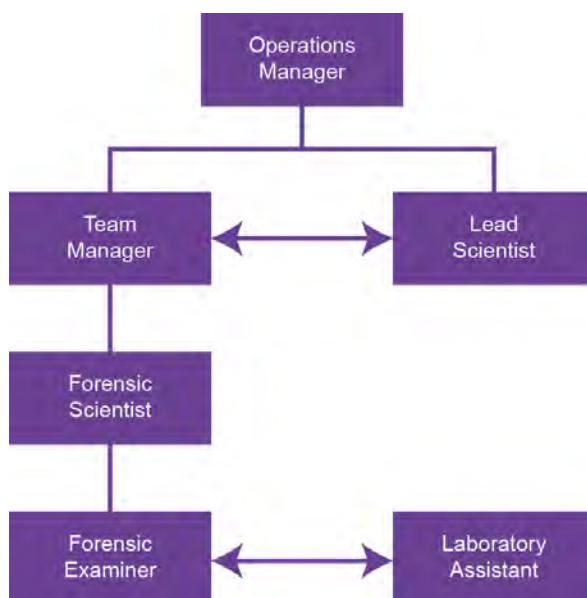 Operations
Manager
Team
Manager
Lead
Scientist
Forensic
Scientist
Forensic
Examiner
Laboratory
Assistant